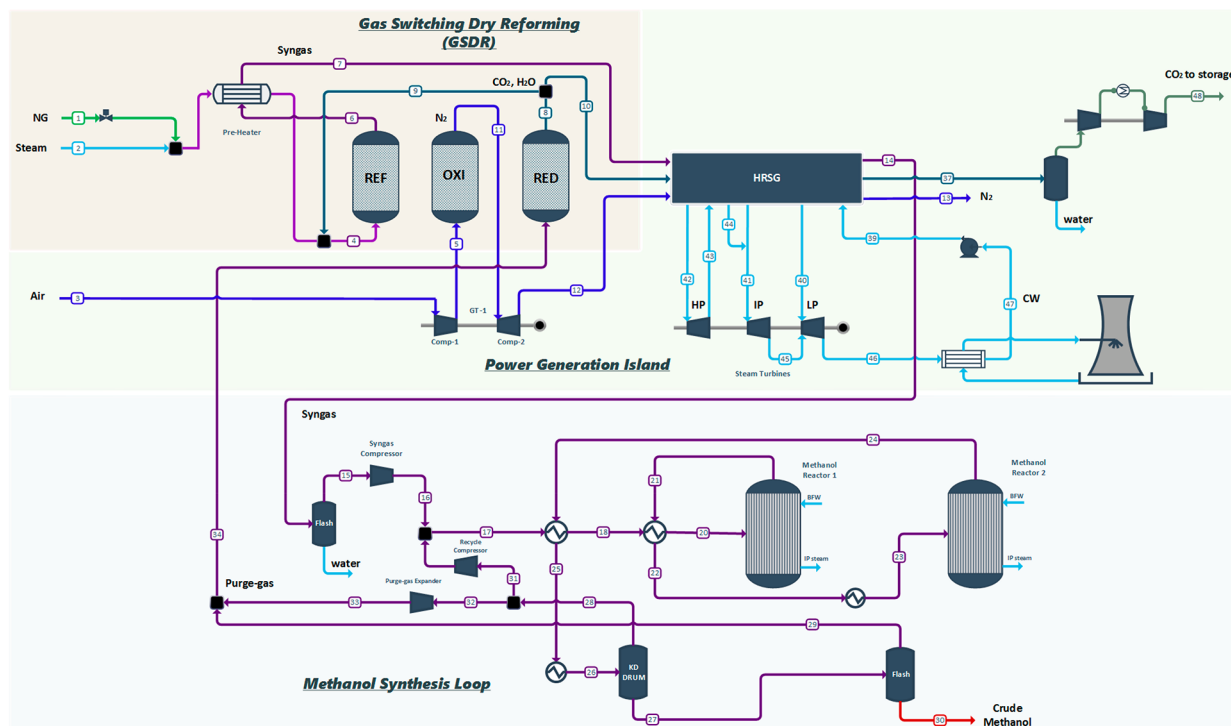 Gas Switching Dry Reforming
(GSDR)
Syngas
7
9
CO₂, H₂O
8
10
NG
1
Steam
2
Pre-Heater
6
N₂
11
REF
OXI
RED
4
5
Air
3
GT -1
Comp-1
Comp-2
12
Power Generation Island
HRSG
14
37
13
N₂
CO₂ to storage
48
water
39
44
42
43
41
40
HP
IP
LP
45
46
Steam Turbines
47
CW
Syngas
Syngas
Compressor
15
16
Flash
water
17
Recycle
Compressor
31
Purge-gas Expander
34
Purge-gas
33
32
28
29
18
25
26
KD
DRUM
27
21
20
22
24
23
Methanol
Reactor 1
BFW
IP steam
Methanol
Reactor 2
BFW
IP steam
Flash
30
Crude
Methanol
Methanol Synthesis Loop